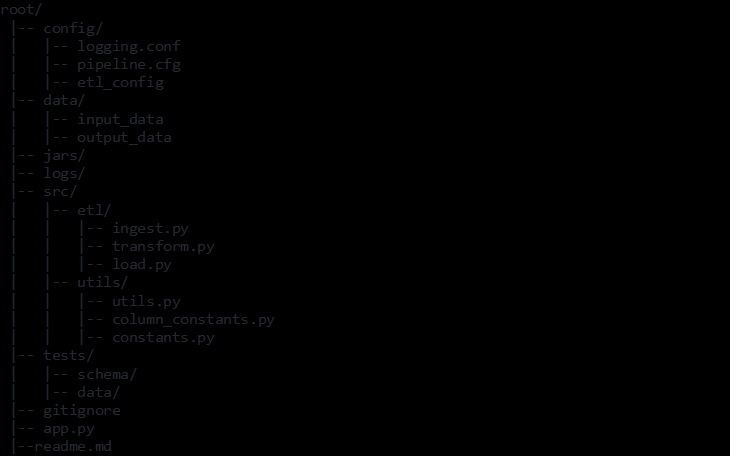 root/
|-- config/
|   |-- logging.conf
|   |-- pipeline.cfg
|   |-- etl_config
|-- data/
|   |-- input_data
|   |-- output_data
|-- jars/
|-- logs/
|-- src/
|   |-- etl/
|   |   |-- ingest.py
|   |   |-- transform.py
|   |   |-- load.py
|   |-- utils/
|   |   |-- utils.py
|   |   |-- column_constants.py
|   |   |-- constants.py
|-- tests/
|   |-- schema/
|   |-- data/
|-- gitignore
|-- app.py
|--readme.md